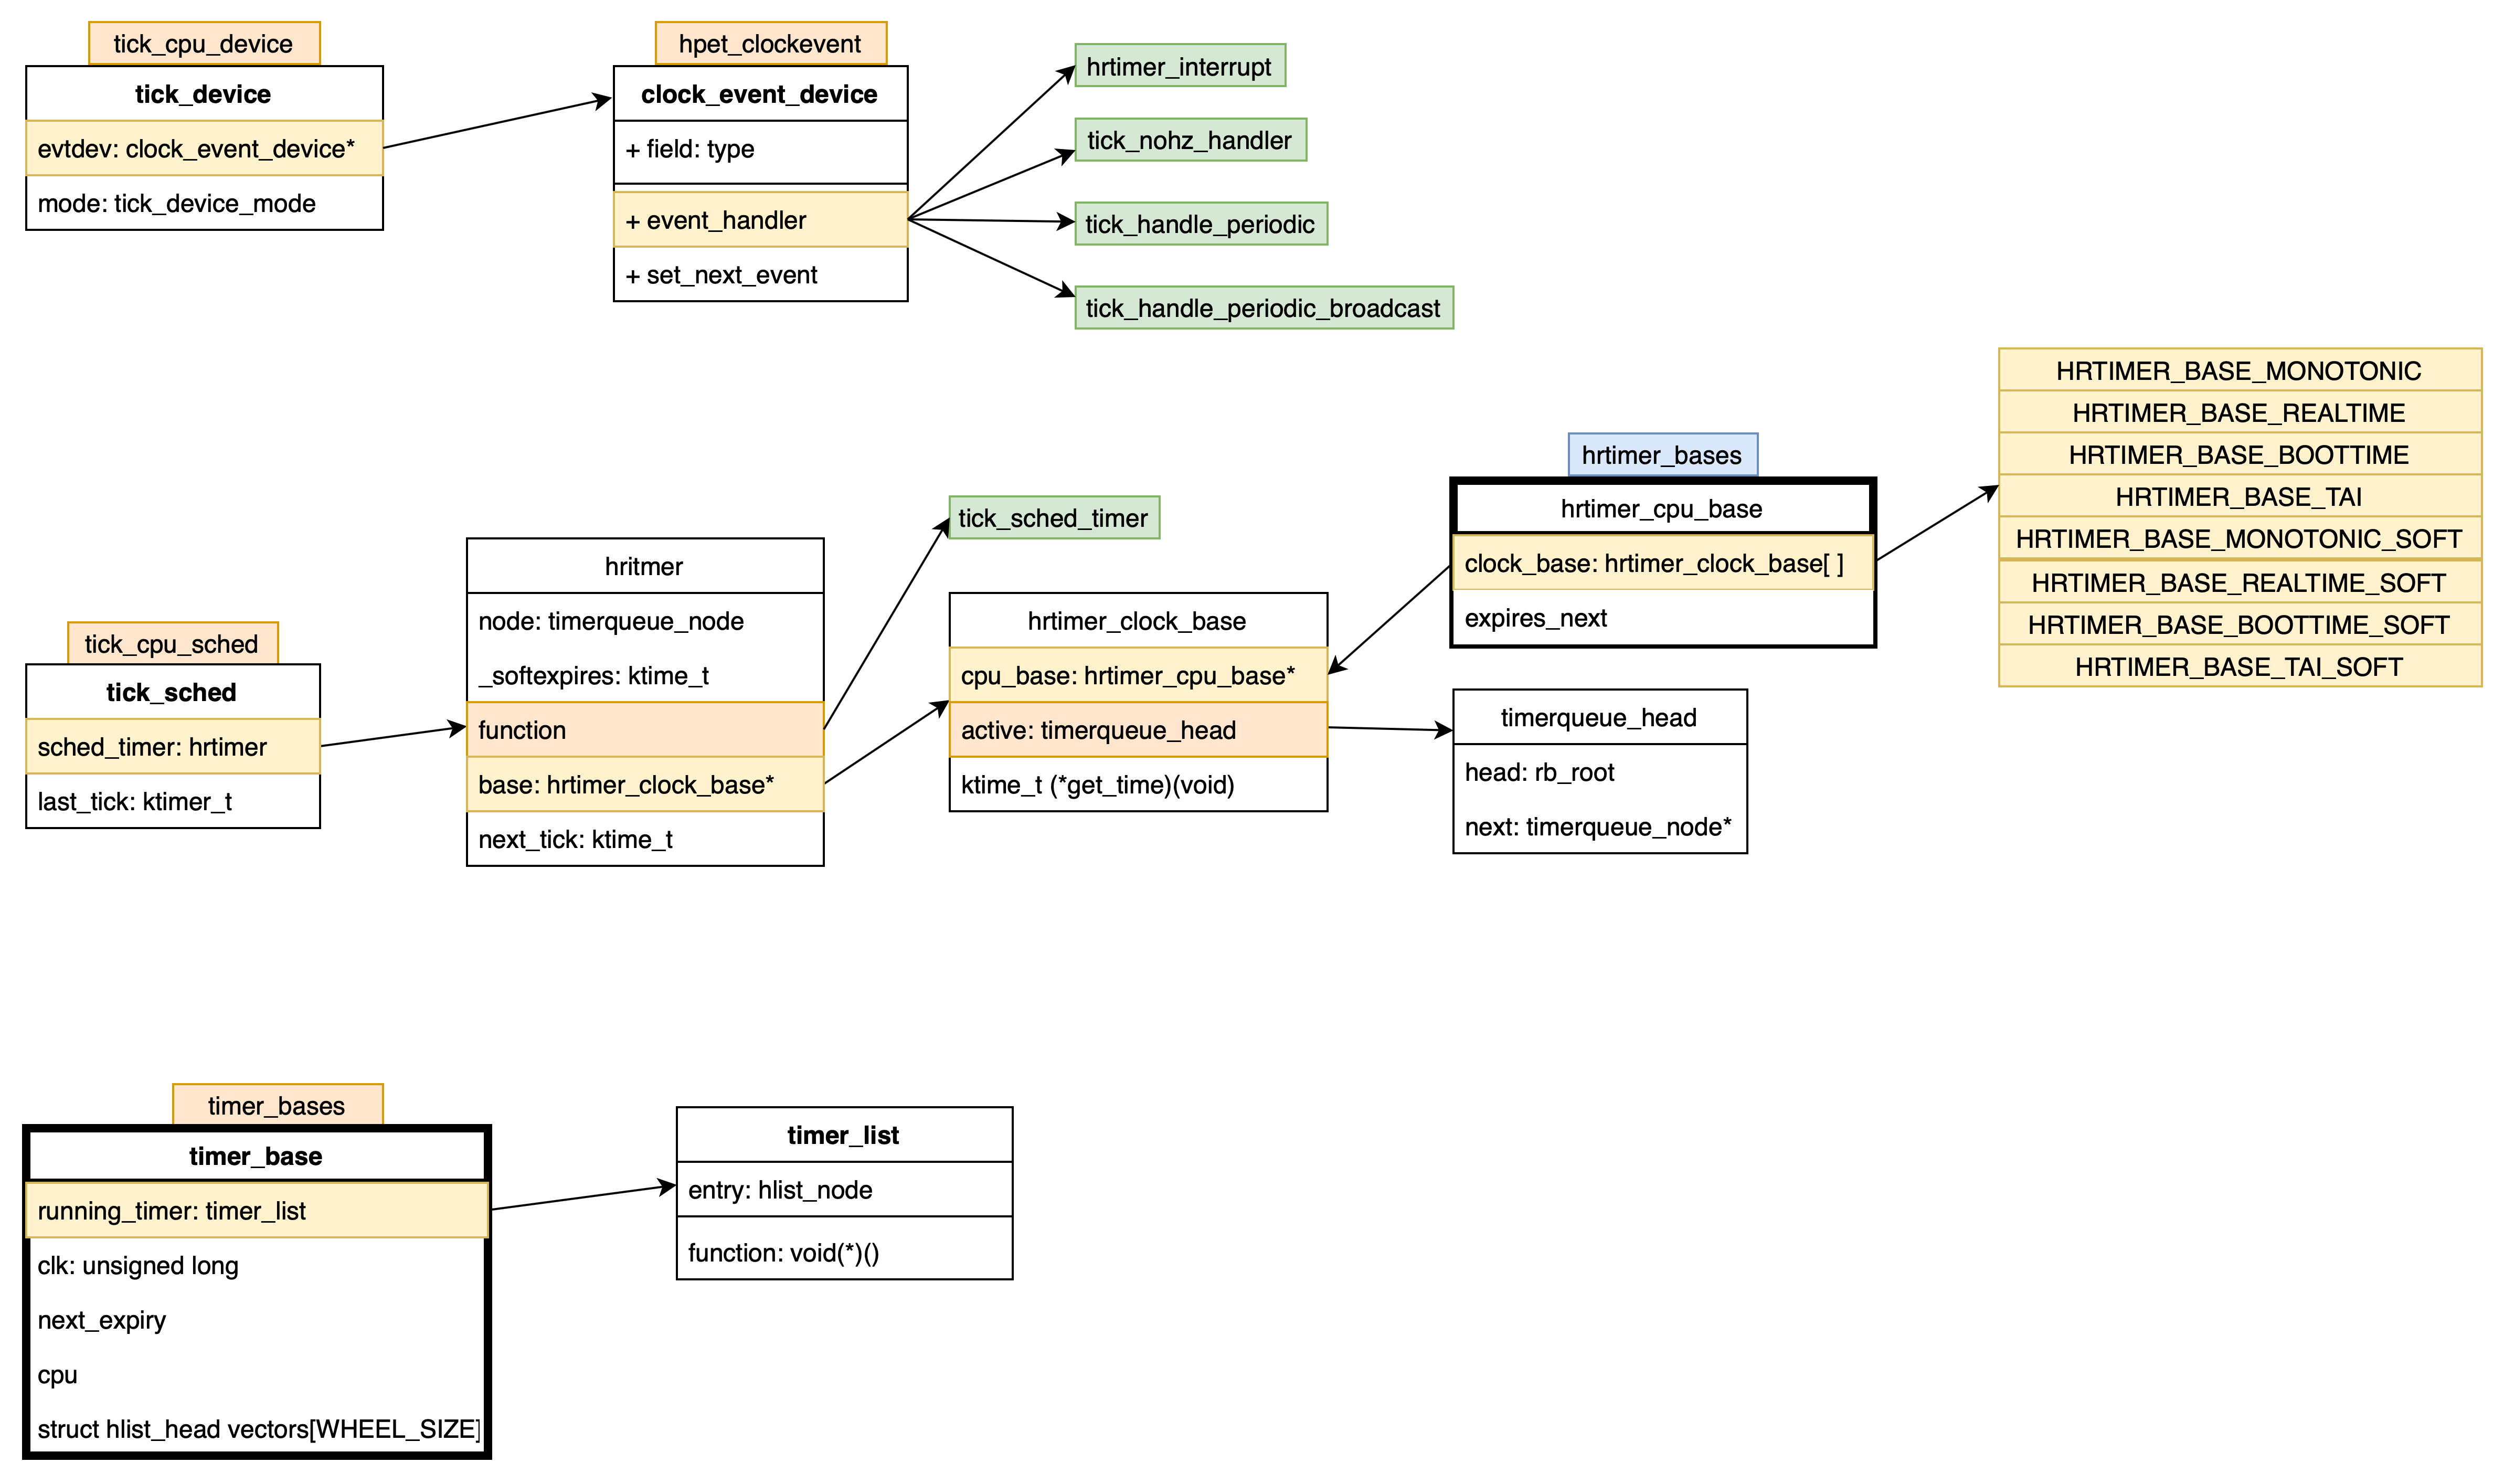 tick_cpu_device
tick_device
evtdev: clock_event_device*
mode: tick_device_mode
hpet_clockevent
clock_event_device
+ field: type
+ event_handler
+ set_next_event
hrtimer_interrupt
tick_nohz_handler
tick_handle_periodic
tick_handle_periodic_broadcast
tick_cpu_sched
tick_sched
sched_timer: hrtimer
last_tick: ktimer_t
hritmer
node: timerqueue_node
_softexpires: ktime_t
function
base: hrtimer_clock_base*
next_tick: ktime_t
tick_sched_timer
hrtimer_clock_base
cpu_base: hrtimer_cpu_base*
active: timerqueue_head
ktime_t (*get_time)(void)
hrtimer_bases
hrtimer_cpu_base
clock_base: hrtimer_clock_base[ ]
expires_next
timerqueue_head
head: rb_root
next: timerqueue_node*
HRTIMER_BASE_MONOTONIC
HRTIMER_BASE_REALTIME
HRTIMER_BASE_BOOTTIME
HRTIMER_BASE_TAI
HRTIMER_BASE_MONOTONIC_SOFT
HRTIMER_BASE_REALTIME_SOFT
HRTIMER_BASE_BOOTTIME_SOFT
HRTIMER_BASE_TAI_SOFT
timer_bases
timer_base
running_timer: timer_list
clk: unsigned long
next_expiry
cpu
struct hlist_head vectors[WHEEL_SIZE]
timer_list
entry: hlist_node
function: void(*)()